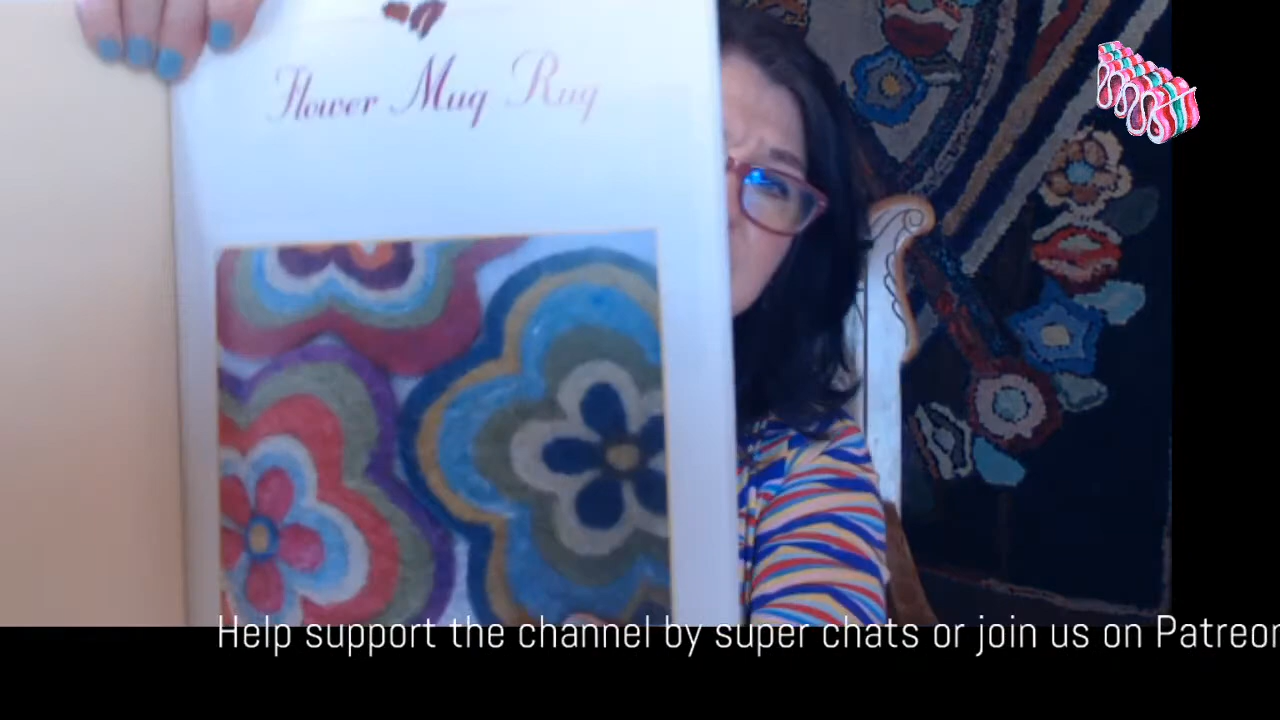 Flower Mug Rug
Help support the channel by super chats or join us on Patreon